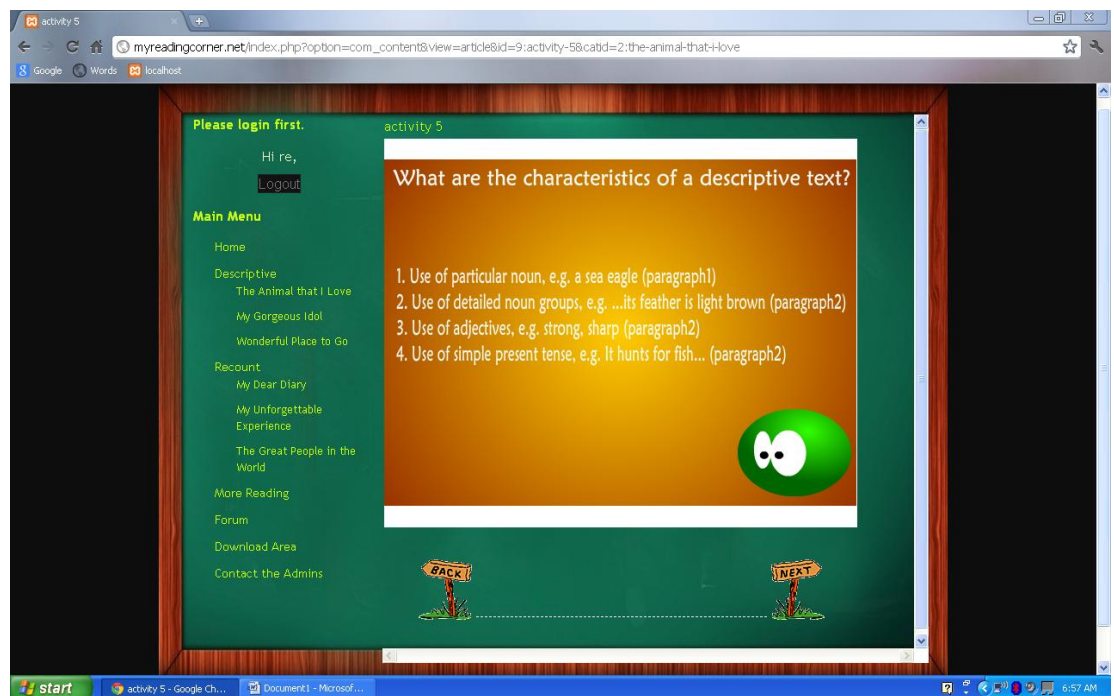 activity 5
myreadingcorner.net/index.php?option=com_content&view=article&id=9:activity-5&catid=2:the-animal-that-i-love
Google Words localhost
Please login first.
Hi re,
Logout
Main Menu
Home
Descriptive
The Animal that I Love
My Gorgeous Idol
Wonderful Place to Go
Recount
My Dear Diary
My Unforgettable
Experience
The Great People in the
World
More Reading
Forum
Download Area
Contact the Admins
activity 5
What are the characteristics of a descriptive text?
1. Use of particular noun, e.g. a sea eagle (paragraph1)
2. Use of detailed noun groups, e.g. ...its feather is light brown (paragraph2)
3. Use of adjectives, e.g. strong, sharp (paragraph2)
4. Use of simple present tense, e.g. It hunts for fish... (paragraph2)
BACK NEXT
start activity 5 - Google Ch... Document1 - Microsof... 6:57 AM